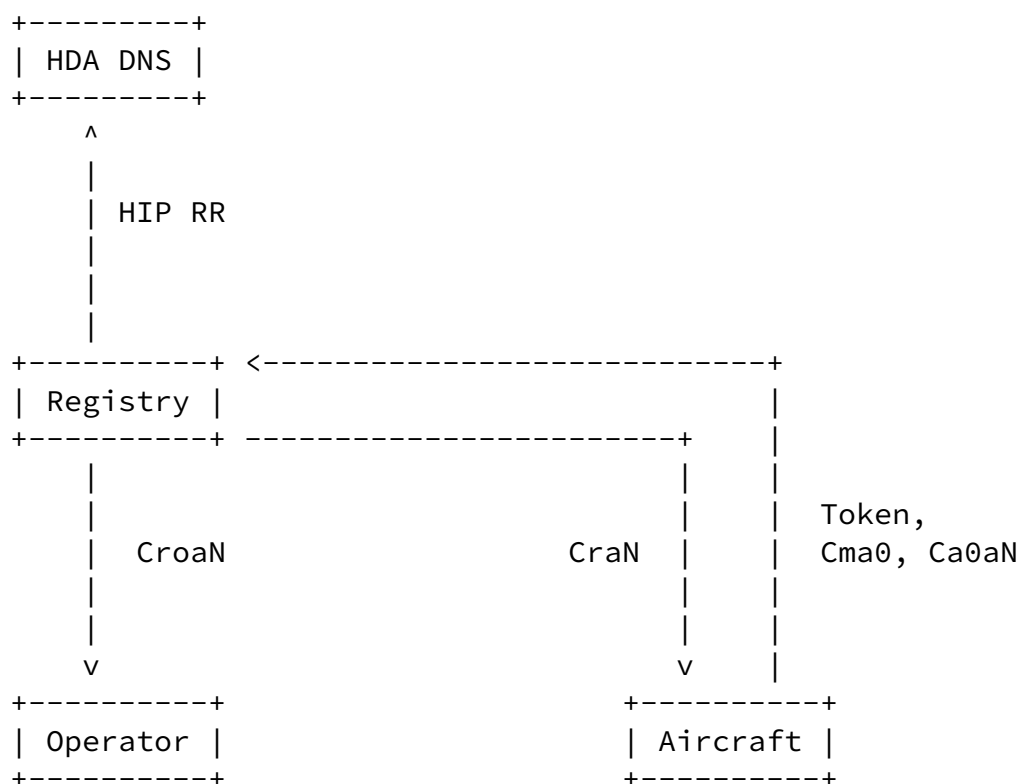 HDA DNS
HIP RR
Registry
Token,
CroaN CraN Cma0, Ca0aN
Operator Aircraft